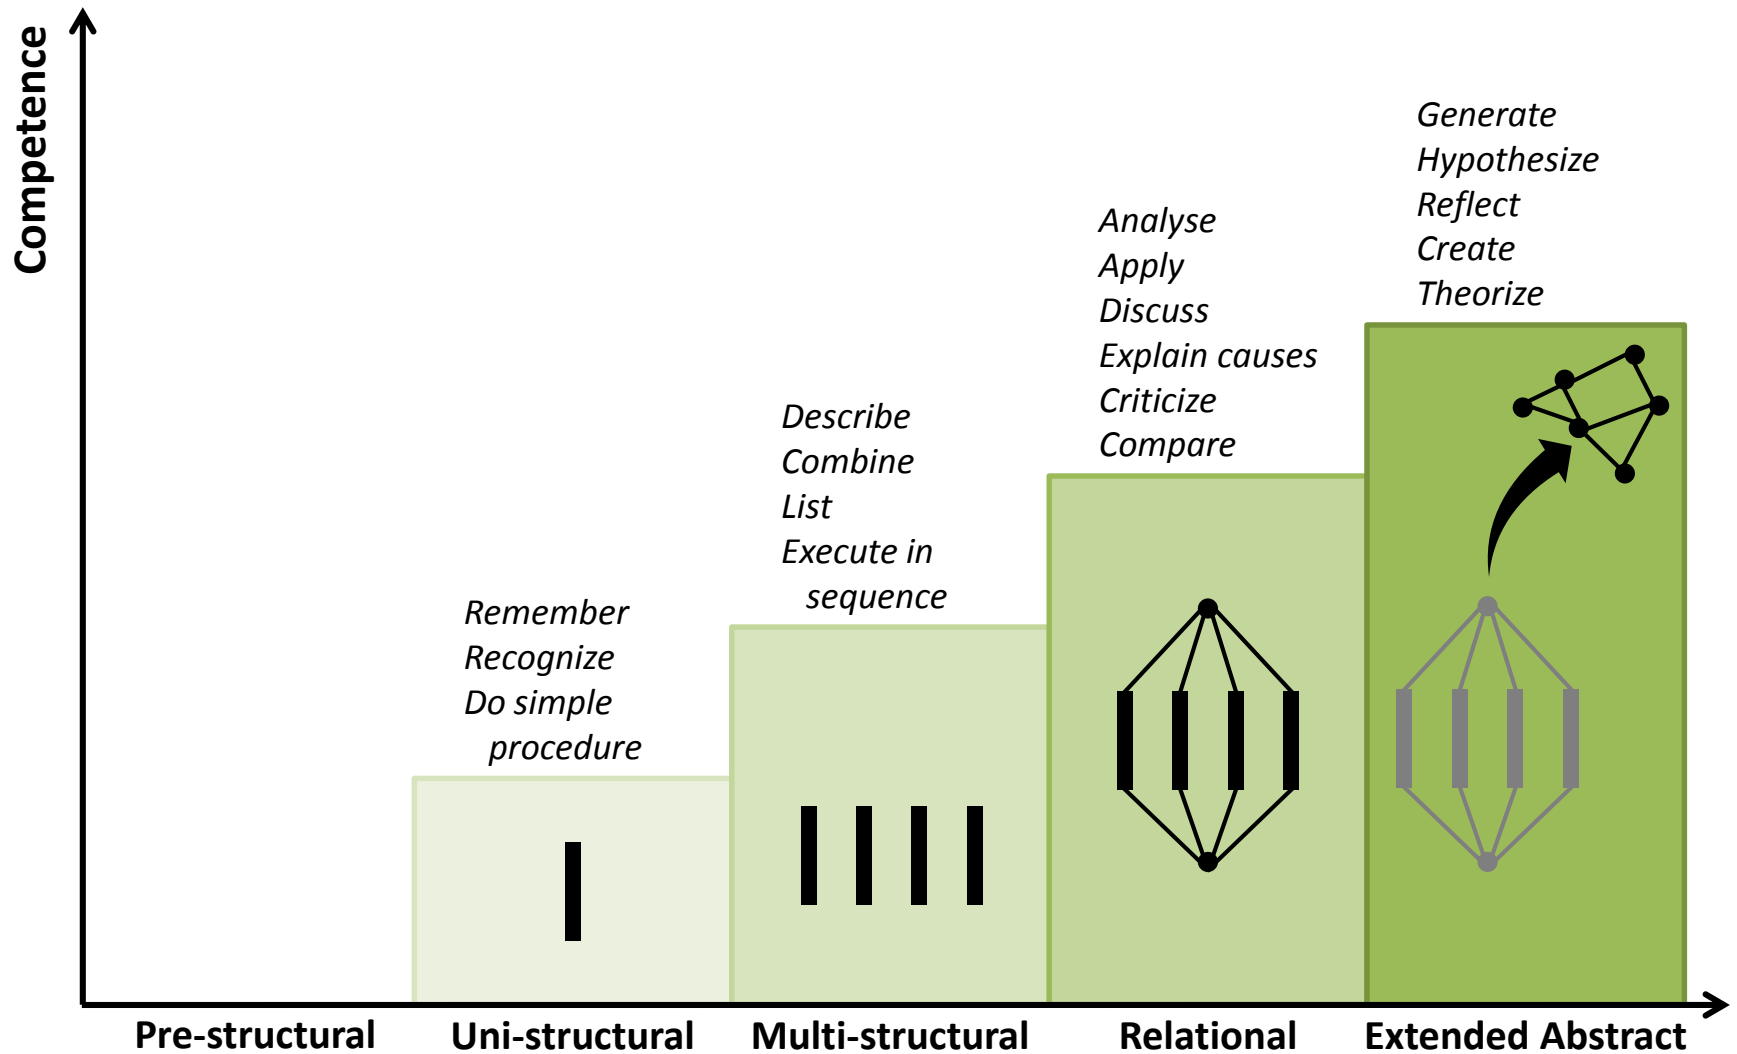 Competence
Remember
Recognize
Do simple
procedure
Describe
Combine
List
Execute in
sequence
Analyse
Apply
Discuss
Explain causes
Criticize
Compare
Generate
Hypothesize
Reflect
Create
Theorize
Pre-structural
Uni-structural
Multi-structural
Relational
Extended Abstract